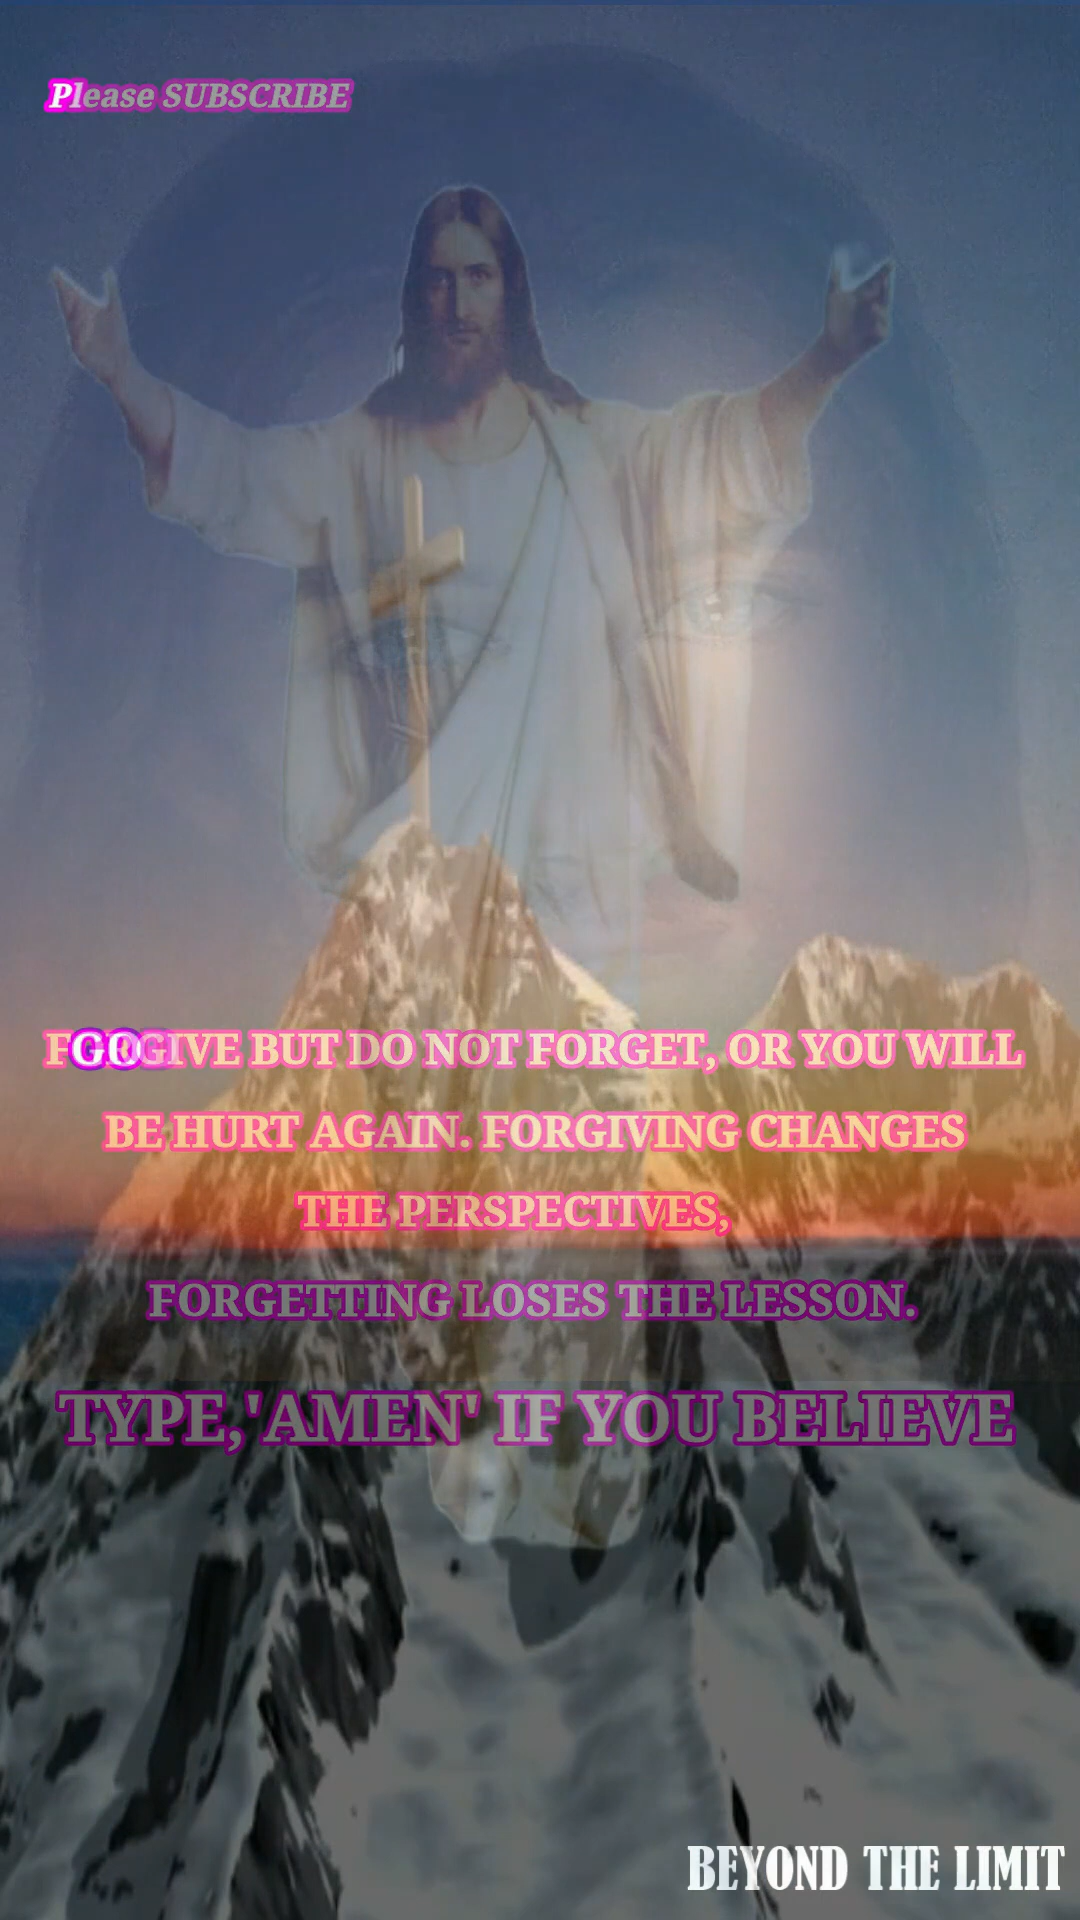 Please SUBSCRIBE
FORGIVE BUT DO NOT FORGET, OR YOU WILL
BE HURT AGAIN. FORGIVING CHANGES
THE PERSPECTIVES,
FORGETTING LOSES THE LESSON.
TYPE,'AMEN' IF YOU BELIEVE
BEYOND THE LIMIT